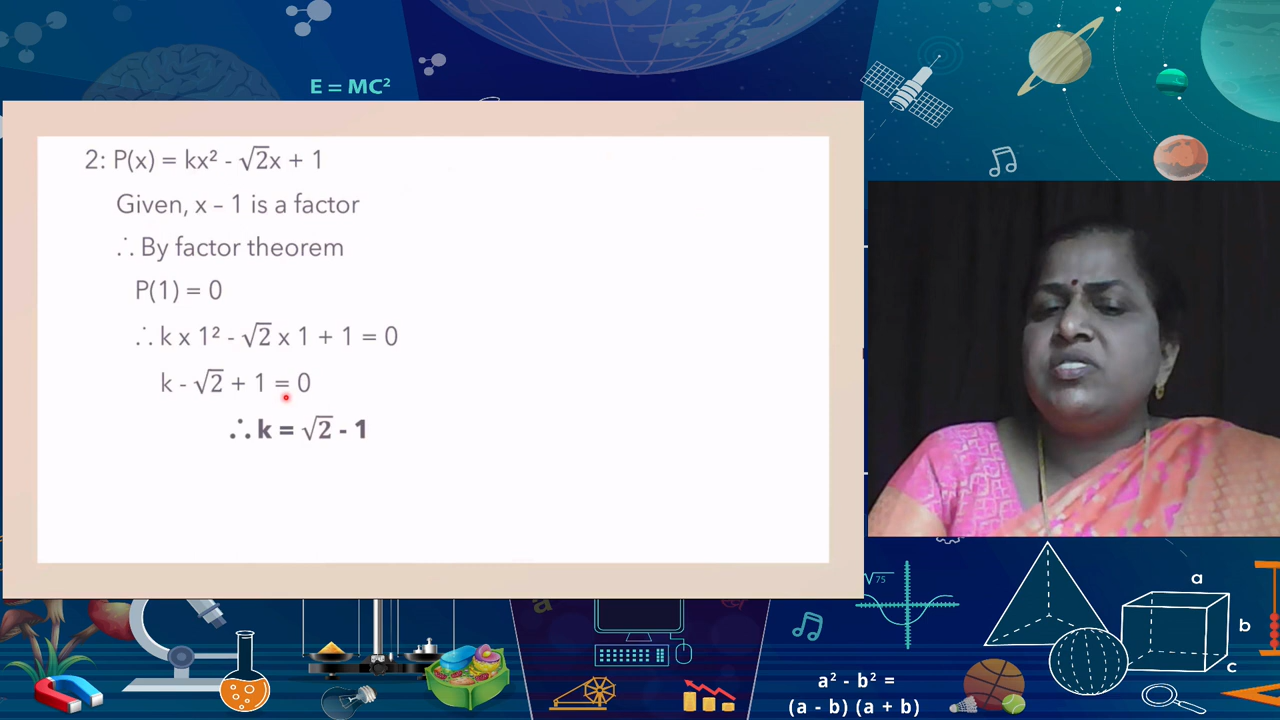 E = MC²
2: P(x) = kx² - √2x + 1
Given, x – 1 is a factor
∴ By factor theorem
P(1) = 0
∴ k x 1² - √2 x 1 + 1 = 0
k - √2 + 1 = 0
∴ k = √2 - 1
√75
a
b
c
a² - b² =
(a - b) (a + b)